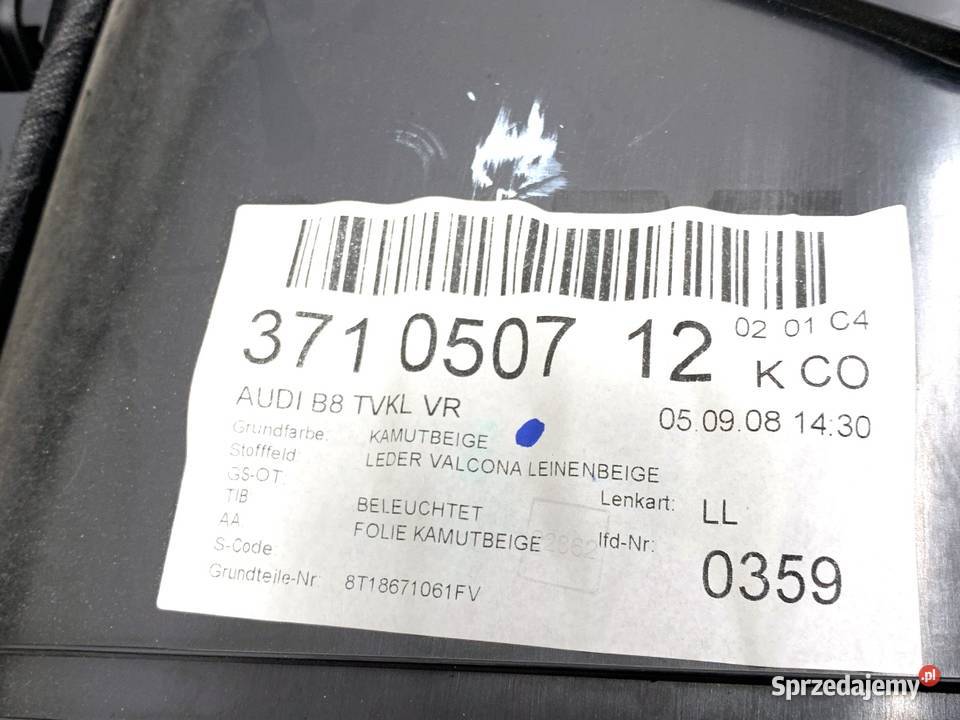 3710507 12 02 01 C4
K CO
AUDI B8 TVKL VR
05.09.08 14:30
Grundfarbe: KAMUTBEIGE
Stofffeld: LEDER VALCONA LEINENBEIGE
GS-OT:
Lenkart: LL
TIB BELEUCHTET
AA FOLIE KAMUTBEIGE
lfd-Nr: 0359
S-Code:
Grundteile-Nr: 8T18671061FV
Sprzedajemy.pl